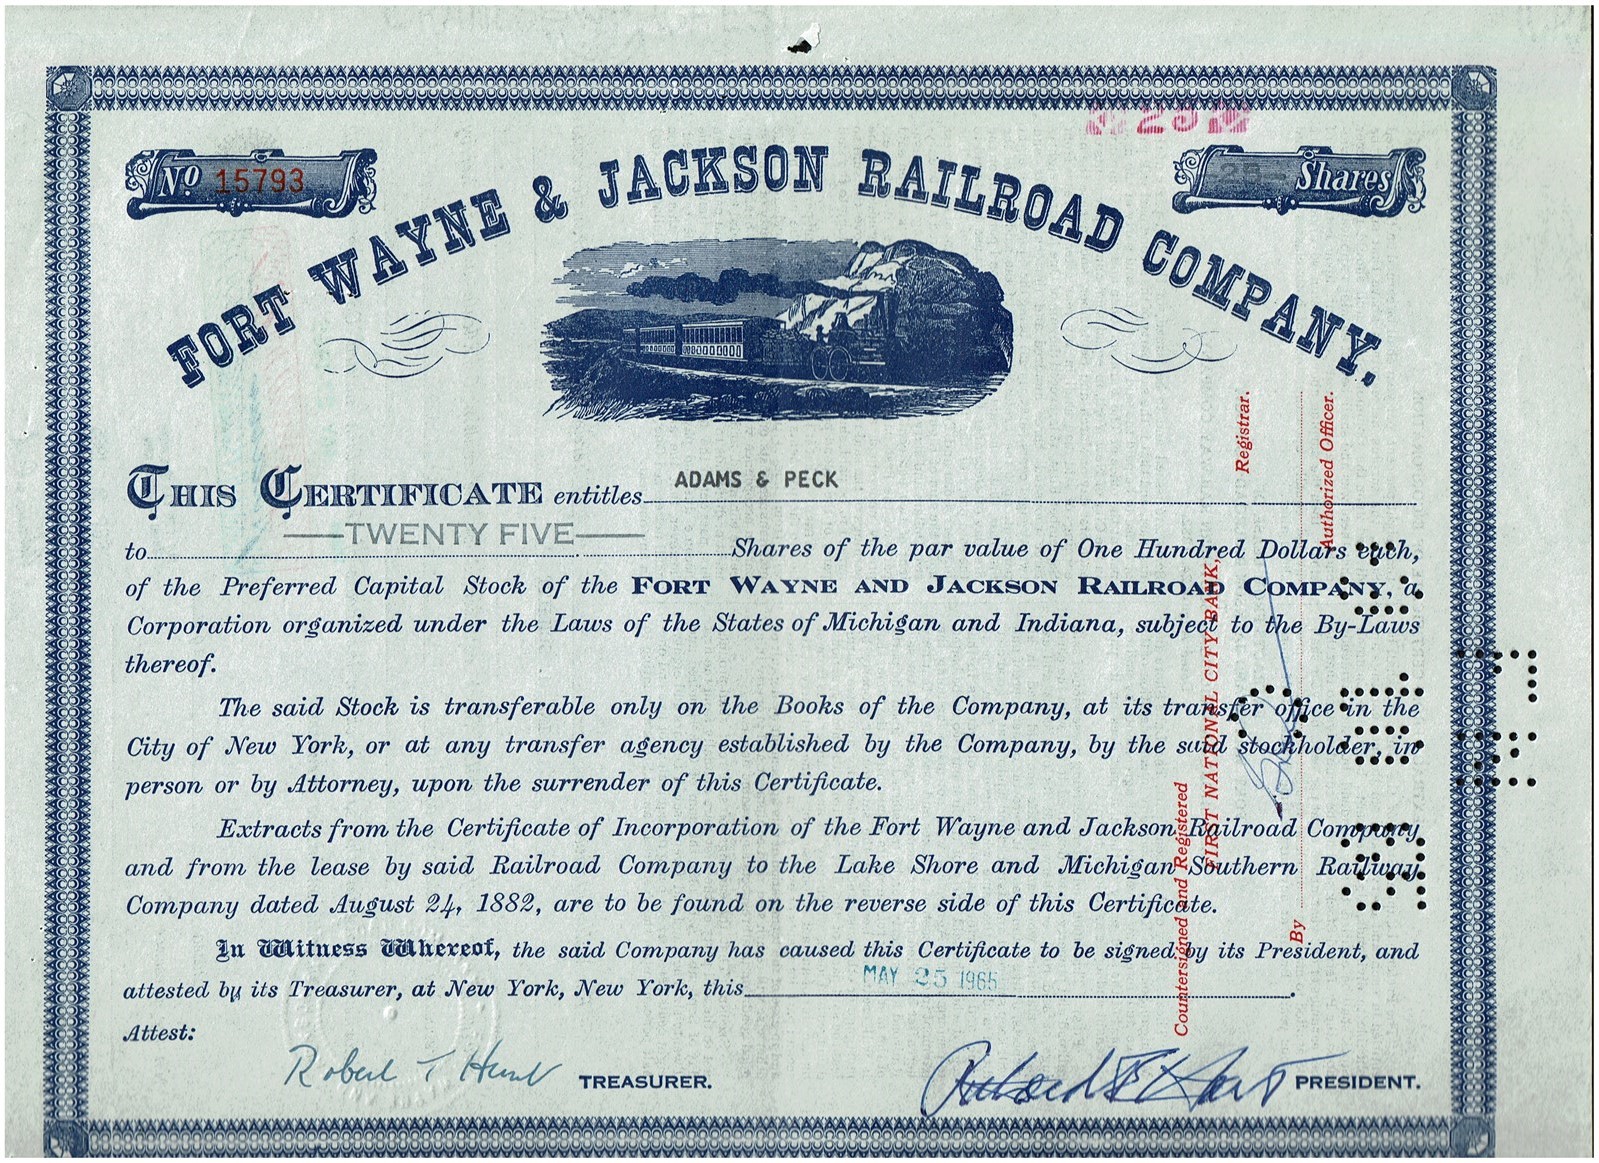 25
No 15793
25 Shares
FORT WAYNE & JACKSON RAILROAD COMPANY,
THIS CERTIFICATE entitles ADAMS & PECK
to —TWENTY FIVE— Shares of the par value of One Hundred Dollars each,
of the Preferred Capital Stock of the FORT WAYNE AND JACKSON RAILROAD COMPANY, a
Corporation organized under the Laws of the States of Michigan and Indiana, subject to the By-Laws
thereof.
The said Stock is transferable only on the Books of the Company, at its transfer office in the
City of New York, or at any transfer agency established by the Company, by the said stockholder, in
person or by Attorney, upon the surrender of this Certificate.
Extracts from the Certificate of Incorporation of the Fort Wayne and Jackson Railroad Company
and from the lease by said Railroad Company to the Lake Shore and Michigan Southern Railway
Company dated August 24, 1882, are to be found on the reverse side of this Certificate.
In Witness Whereof, the said Company has caused this Certificate to be signed by its President, and
attested by its Treasurer, at New York, New York, this MAY 25 1965.
Attest:
Robert T TREASURER.
PRESIDENT.
Countersigned and Registered
FIRST NATIONAL CITY BANK,
Registrar.
By
Authorized Officer.